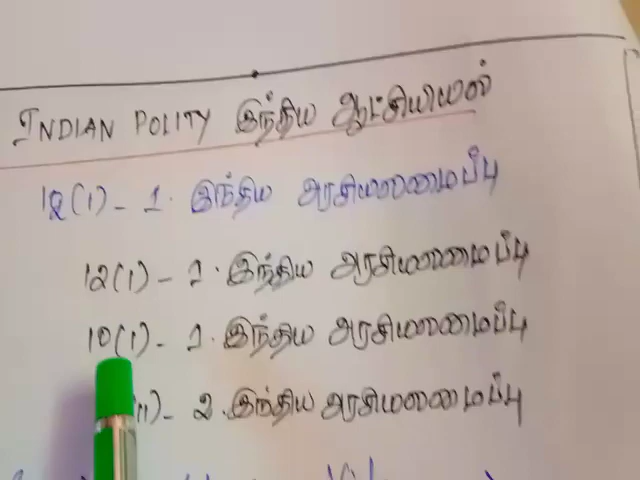 INDIAN POLITY இந்திய ஆட்சியியல்
12(1) - 1. இந்திய அரசியலமைப்பு
12(1) - 1. இந்திய அரசியலமைப்பு
10(1) - 1. இந்திய அரசியலமைப்பு
2. இந்திய அரசியலமைப்பு